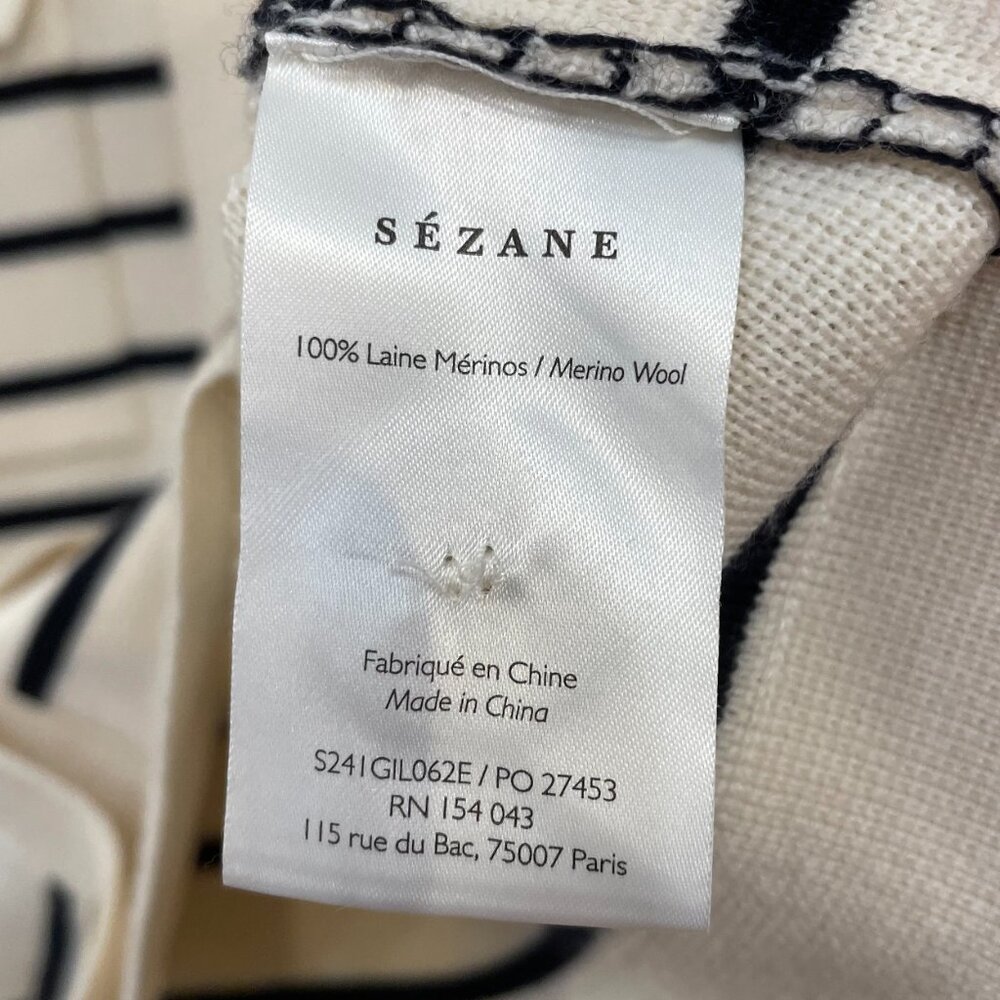 SÉZANE
100% Laine Mérinos / Merino Wool
Fabriqué en Chine
Made in China
S241GIL062E / PO 27453
RN 154 043
115 rue du Bac, 75007 Paris